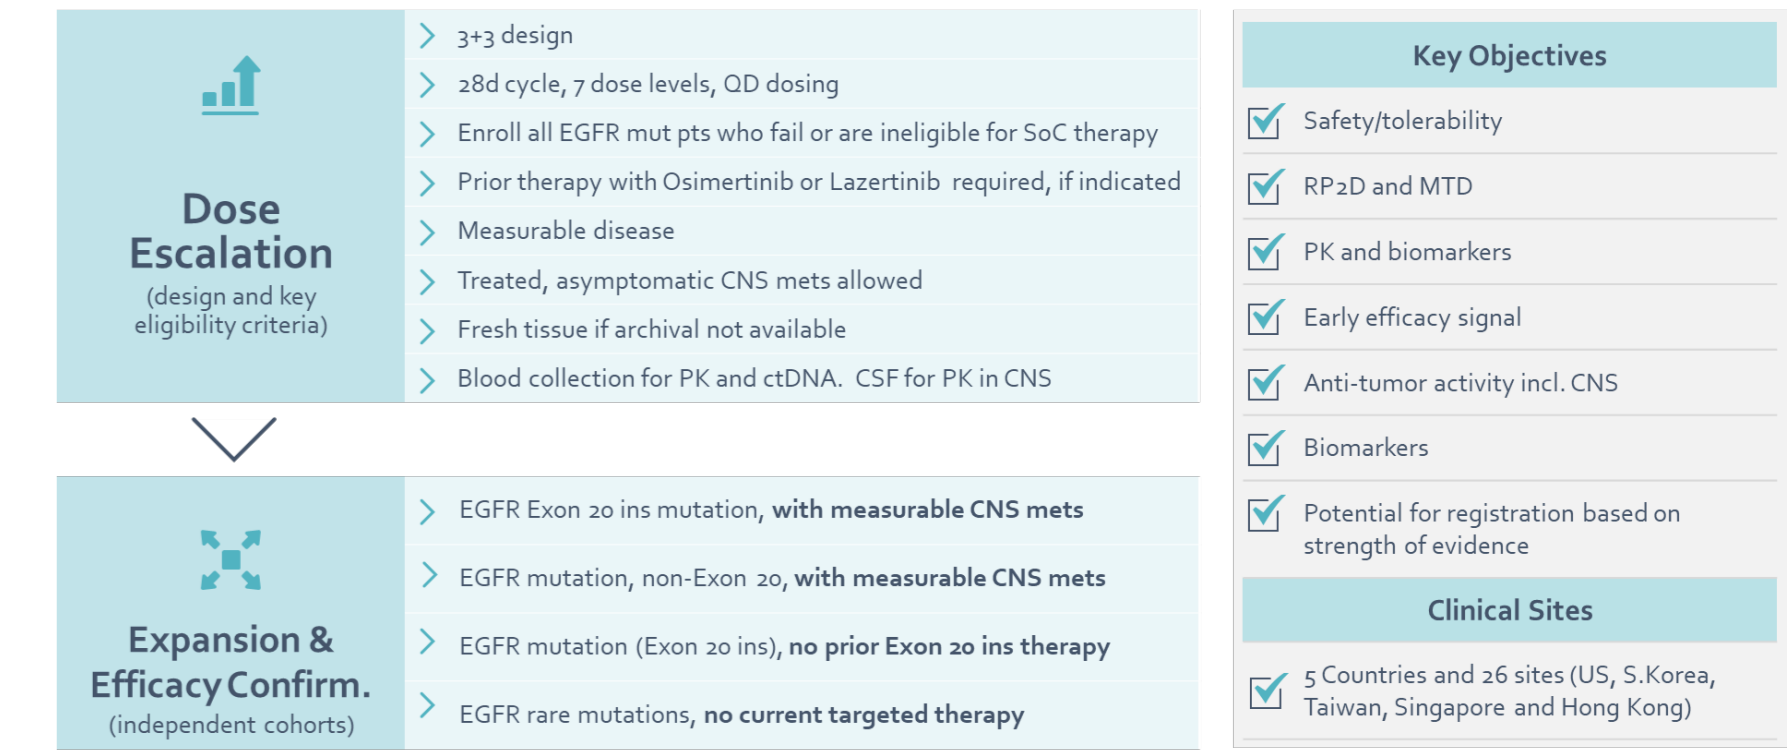 Dose
Escalation
(design and key
eligibility criteria)
3+3 design
28d cycle, 7 dose levels, QD dosing
Enroll all EGFR mut pts who fail or are ineligible for SoC therapy
Prior therapy with Osimertinib or Lazertinib required, if indicated
Measurable disease
Treated, asymptomatic CNS mets allowed
Fresh tissue if archival not available
Blood collection for PK and ctDNA. CSF for PK in CNS
Expansion &
Efficacy Confirm.
(independent cohorts)
EGFR Exon 20 ins mutation, with measurable CNS mets
EGFR mutation, non-Exon 20, with measurable CNS mets
EGFR mutation (Exon 20 ins), no prior Exon 20 ins therapy
EGFR rare mutations, no current targeted therapy
Key Objectives
Safety/tolerability
RP2D and MTD
PK and biomarkers
Early efficacy signal
Anti-tumor activity incl. CNS
Biomarkers
Potential for registration based on
strength of evidence
Clinical Sites
5 Countries and 26 sites (US, S.Korea,
Taiwan, Singapore and Hong Kong)